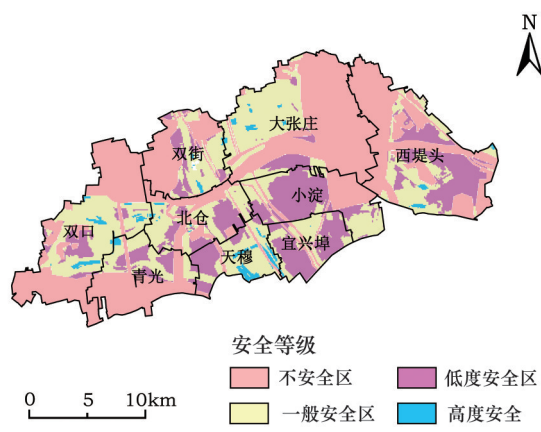 N
大张庄
双街
西堤头
小淀
北仓
双口
宜兴埠
天穆
青光
安全等级
不安全区
低度安全区
一般安全区
高度安全
0 5 10km